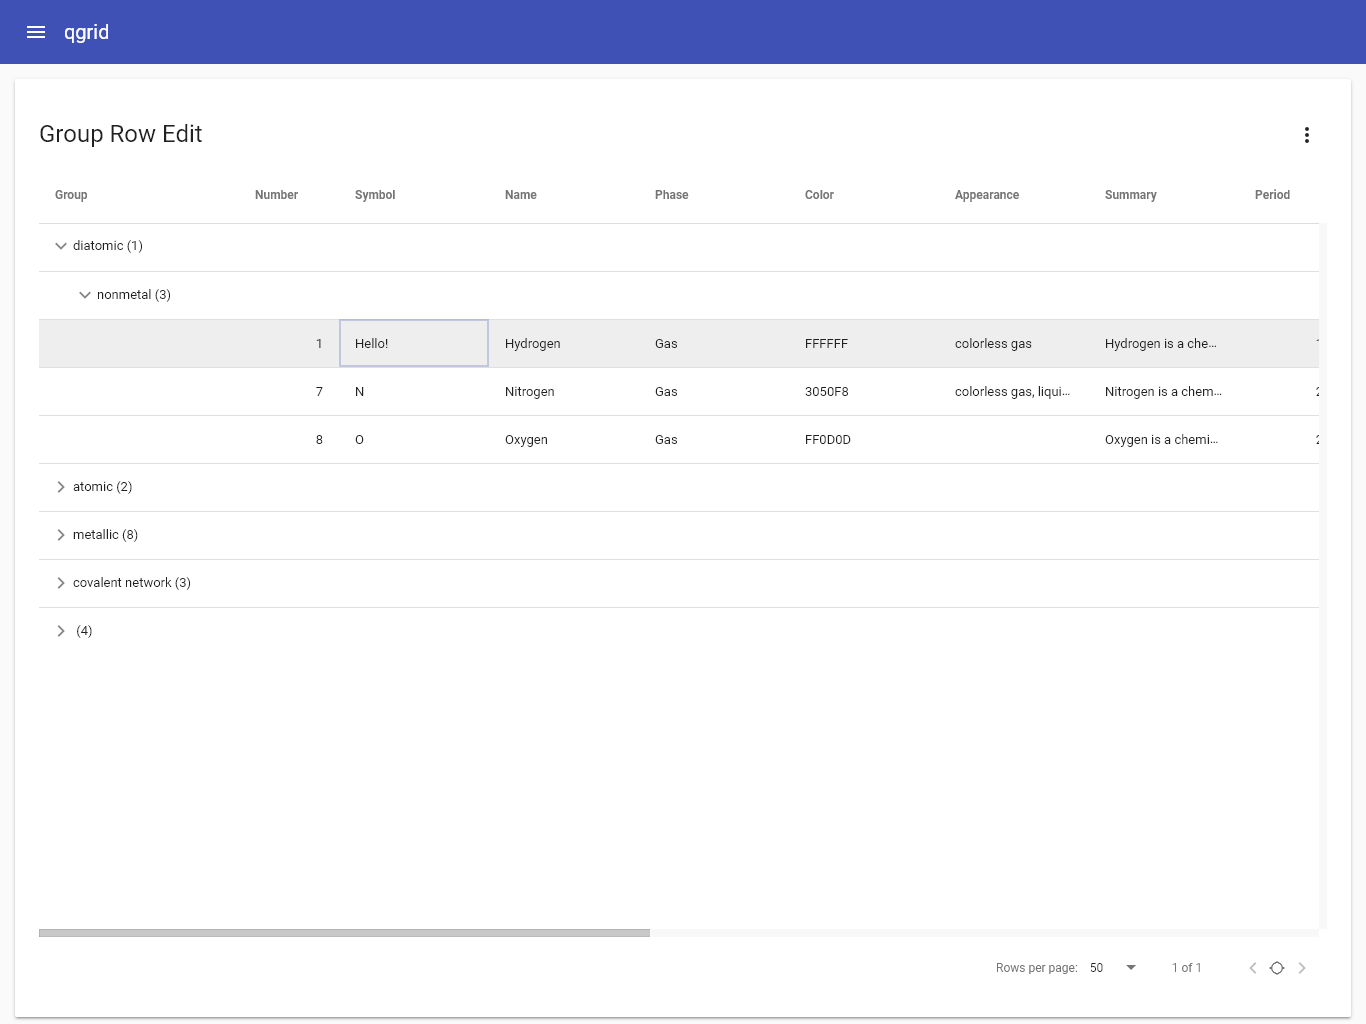 qgrid
Group Row Edit
Group Number Symbol Name Phase Color Appearance Summary Period
diatomic (1)
nonmetal (3)
1 Hello! Hydrogen Gas FFFFFF colorless gas Hydrogen is a che…
7 N Nitrogen Gas 3050F8 colorless gas, liqui… Nitrogen is a chem…
8 O Oxygen Gas FF0D0D Oxygen is a chemi…
atomic (2)
metallic (8)
covalent network (3)
(4)
Rows per page: 50 1 of 1